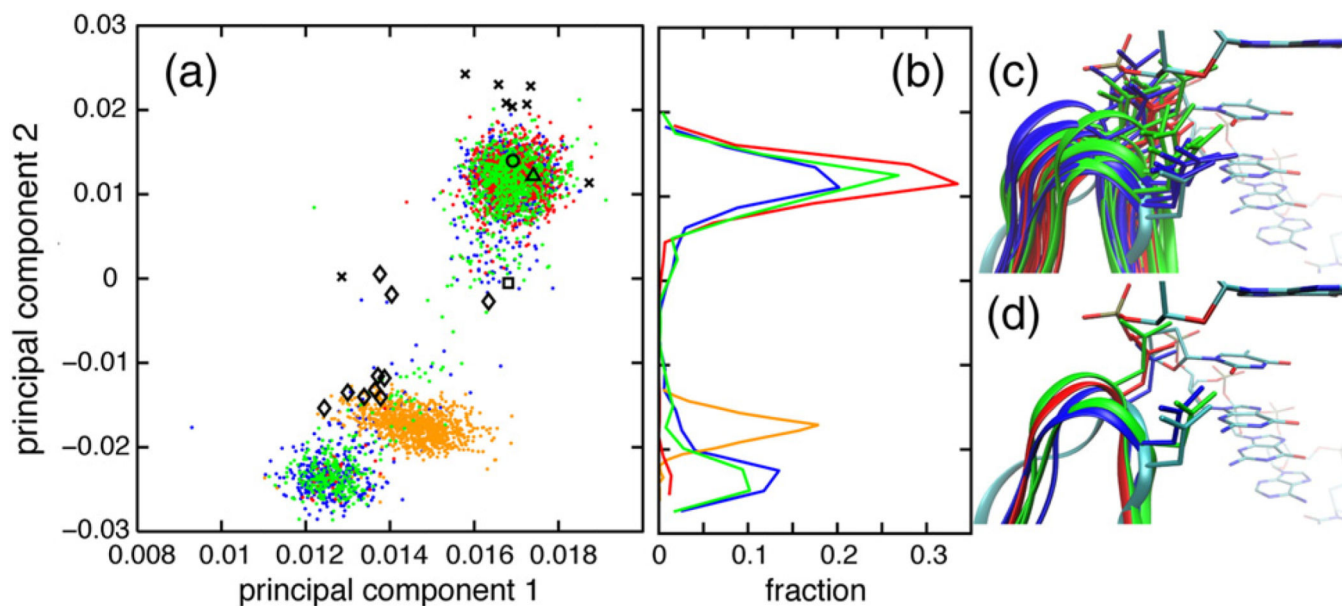 (a)
principal component 2
0.03
0.02
0.01
0
−0.01
−0.02
−0.03
0.008
0.01
0.012
0.014
0.016
0.018
principal component 1
(b)
0
0.1
0.2
0.3
fraction
(c)
(d)